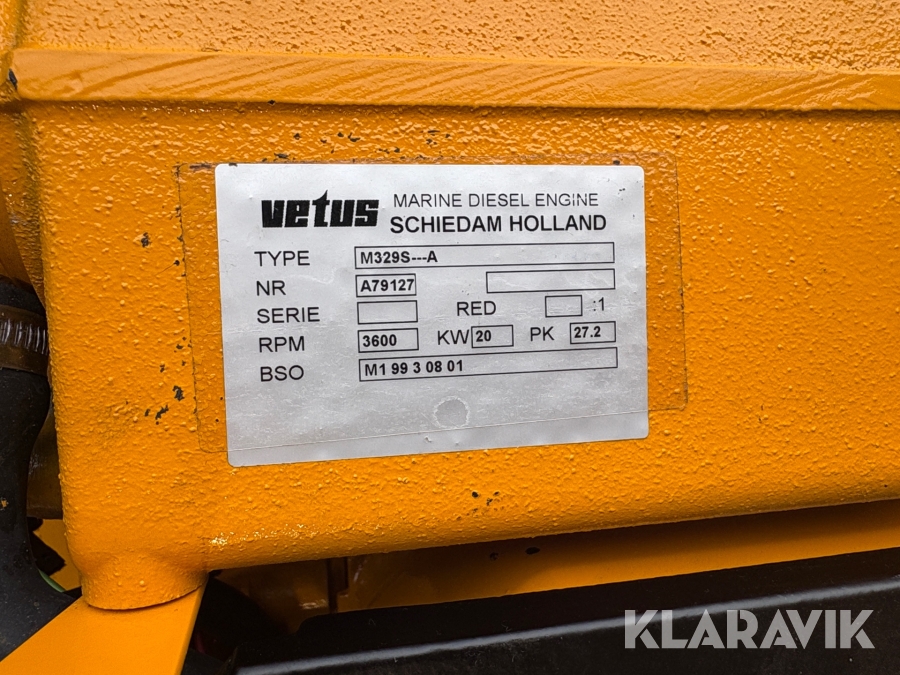 vetus MARINE DIESEL ENGINE
SCHIEDAM HOLLAND
TYPE M329S---A
NR A79127
SERIE RED :1
RPM 3600 KW 20 PK 27.2
BSO M1 99 3 08 01
KLARAVIK